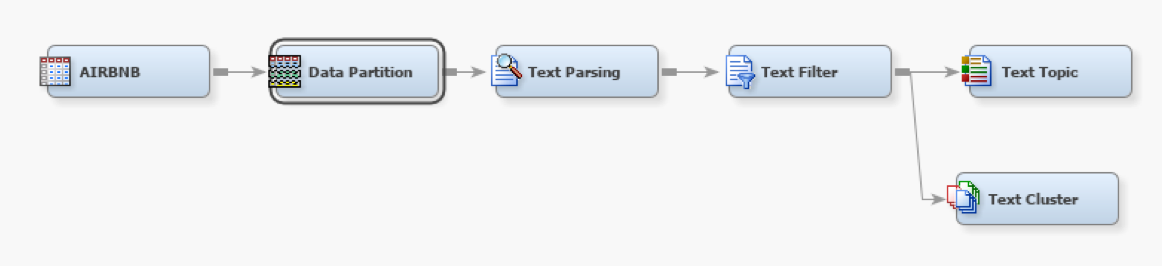 AIRBNB
Data Partition
Text Parsing
Text Filter
Text Topic
Text Cluster